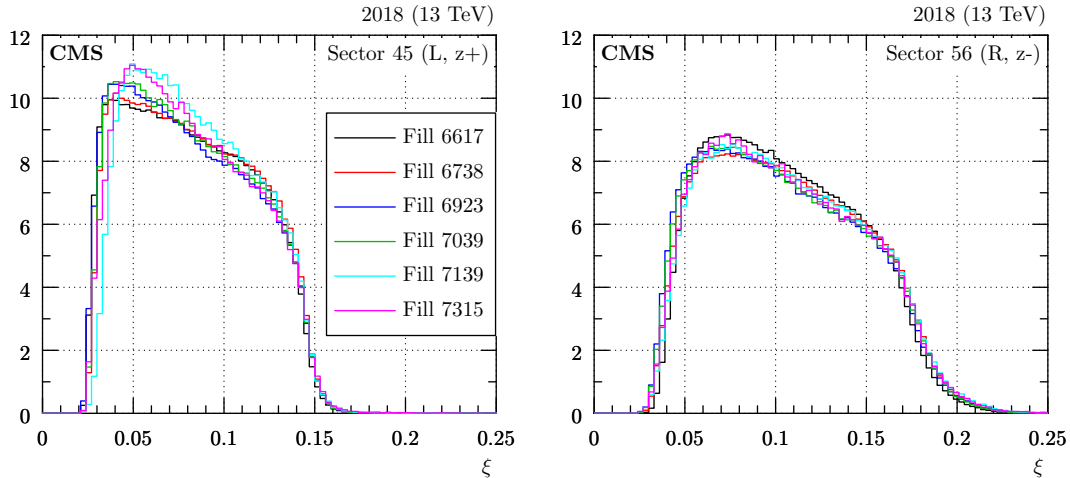 2018 (13 TeV)
CMS
Sector 45 (L, z+)
12
10
8
6
4
2
0
Fill 6617
Fill 6738
Fill 6923
Fill 7039
Fill 7139
Fill 7315
0
0.05
0.1
0.15
0.2
0.25
ξ
2018 (13 TeV)
CMS
Sector 56 (R, z-)
12
10
8
6
4
2
0
0
0.05
0.1
0.15
0.2
0.25
ξ